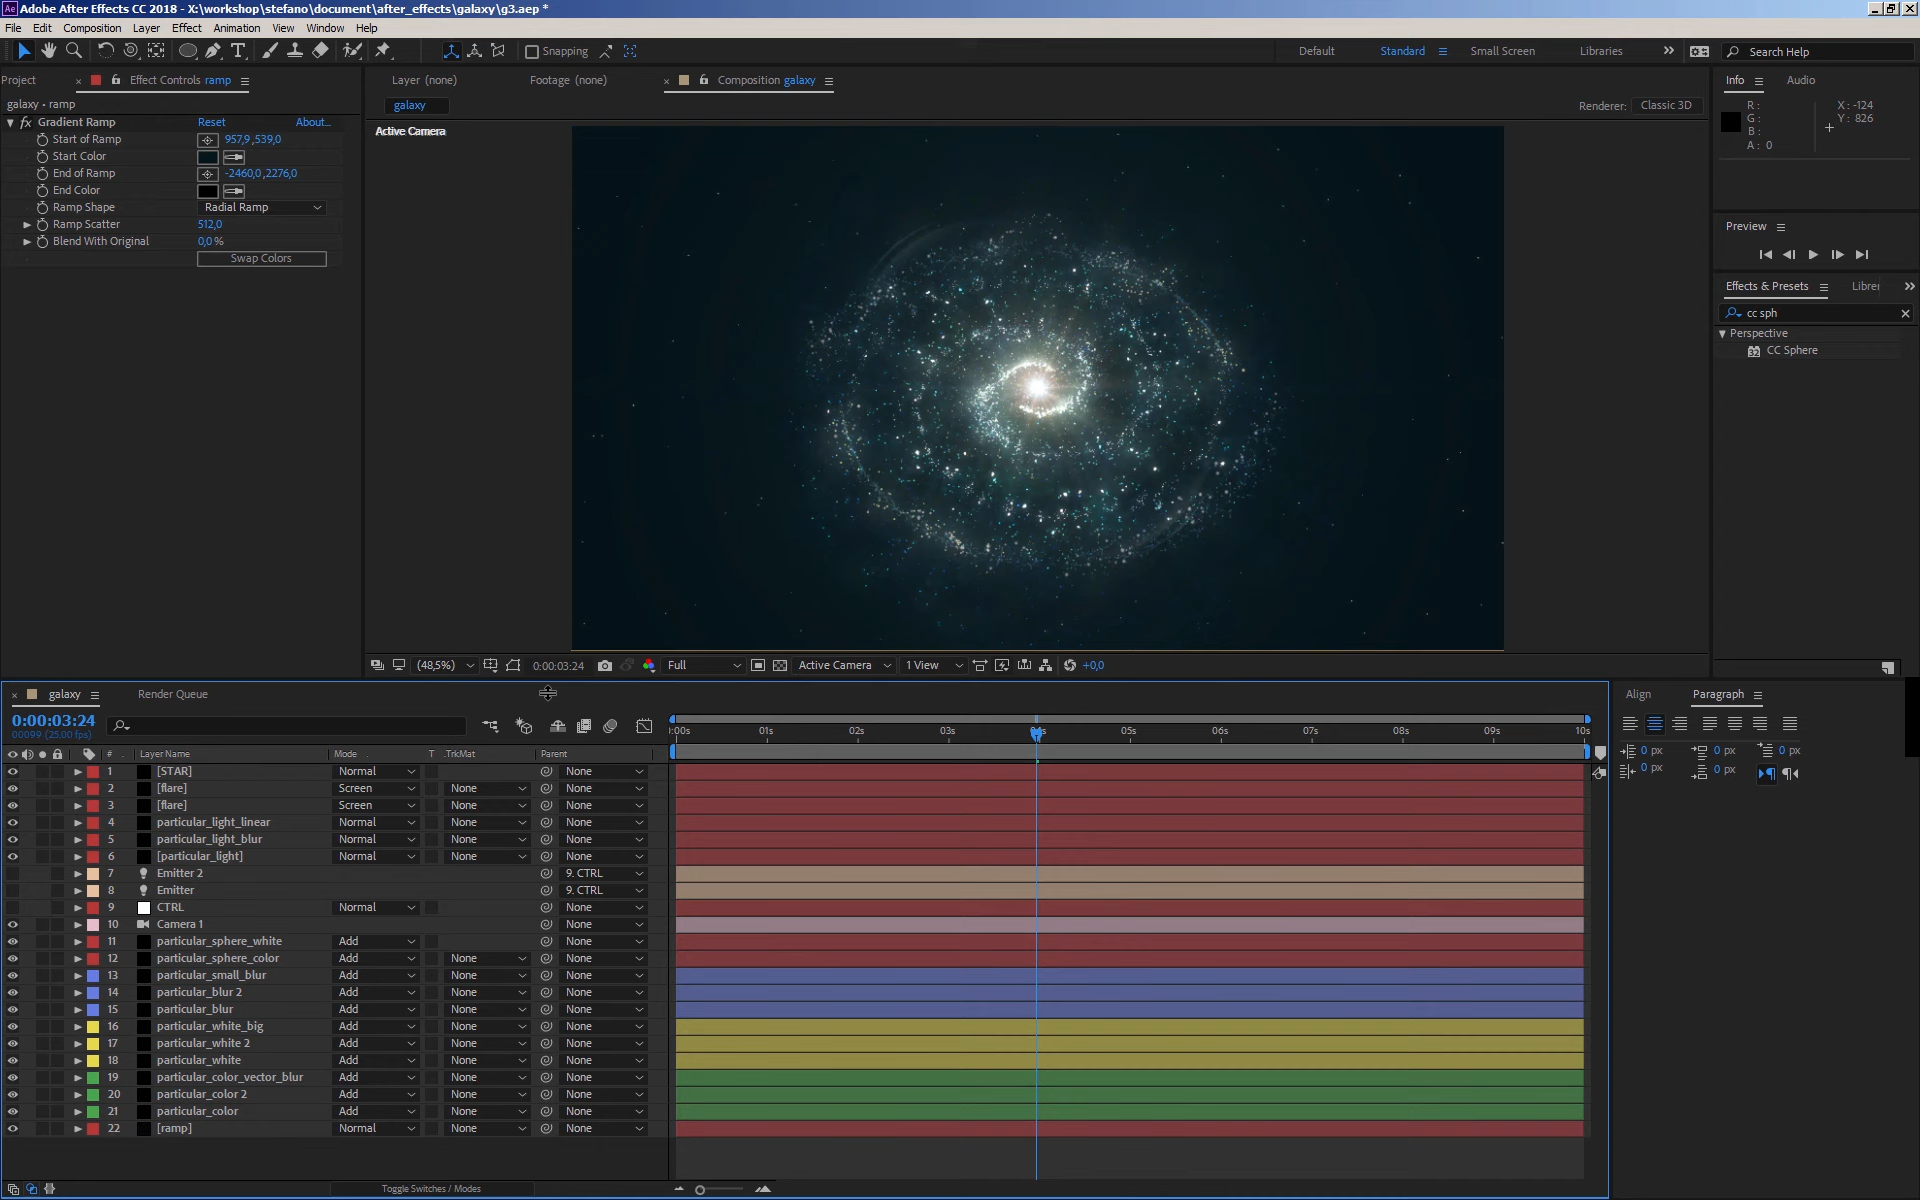 Adobe After Effects CC 2018 - X:\workshop\stefano\document\after_effects\galaxy\g3.aep *
File Edit Composition Layer Effect Animation View Window Help
Snapping Default Standard Small Screen Libraries Search Help
Project Effect Controls ramp Layer (none) Footage (none) Composition galaxy Info Audio
galaxy • ramp
galaxy Renderer: Classic 3D
Gradient Ramp Reset About...
Start of Ramp 957,9 ,539,0
Start Color
End of Ramp -2460,0 ,2276,0
End Color
Ramp Shape Radial Ramp
Ramp Scatter 512,0
Blend With Original 0,0 %
Swap Colors
Active Camera
R: X : -124
G: Y : 826
B:
A: 0
Preview
Effects & Presets Librer
cc sph
Perspective
32 CC Sphere
(48,5%) 0:00:03:24 Full Active Camera 1 View +0,0
galaxy Render Queue
0:00:03:24
00099 (25.00 fps)
:00s 01s 02s 03s 05s 06s 07s 08s 09s 10s
# Layer Name Mode T .TrkMat Parent
1 [STAR] Normal None
2 [flare] Screen None None
3 [flare] Screen None None
4 particular_light_linear Normal None None
5 particular_light_blur Normal None None
6 [particular_light] Normal None None
7 Emitter 2 9. CTRL
8 Emitter 9. CTRL
9 CTRL Normal None
10 Camera 1 None
11 particular_sphere_white Add None
12 particular_sphere_color Add None None
13 particular_small_blur Add None None
14 particular_blur 2 Add None None
15 particular_blur Add None None
16 particular_white_big Add None None
17 particular_white 2 Add None None
18 particular_white Add None None
19 particular_color_vector_blur Add None None
20 particular_color 2 Add None None
21 particular_color Add None None
22 [ramp] Normal None None
Toggle Switches / Modes
Align Paragraph
0 px 0 px 0 px
0 px 0 px